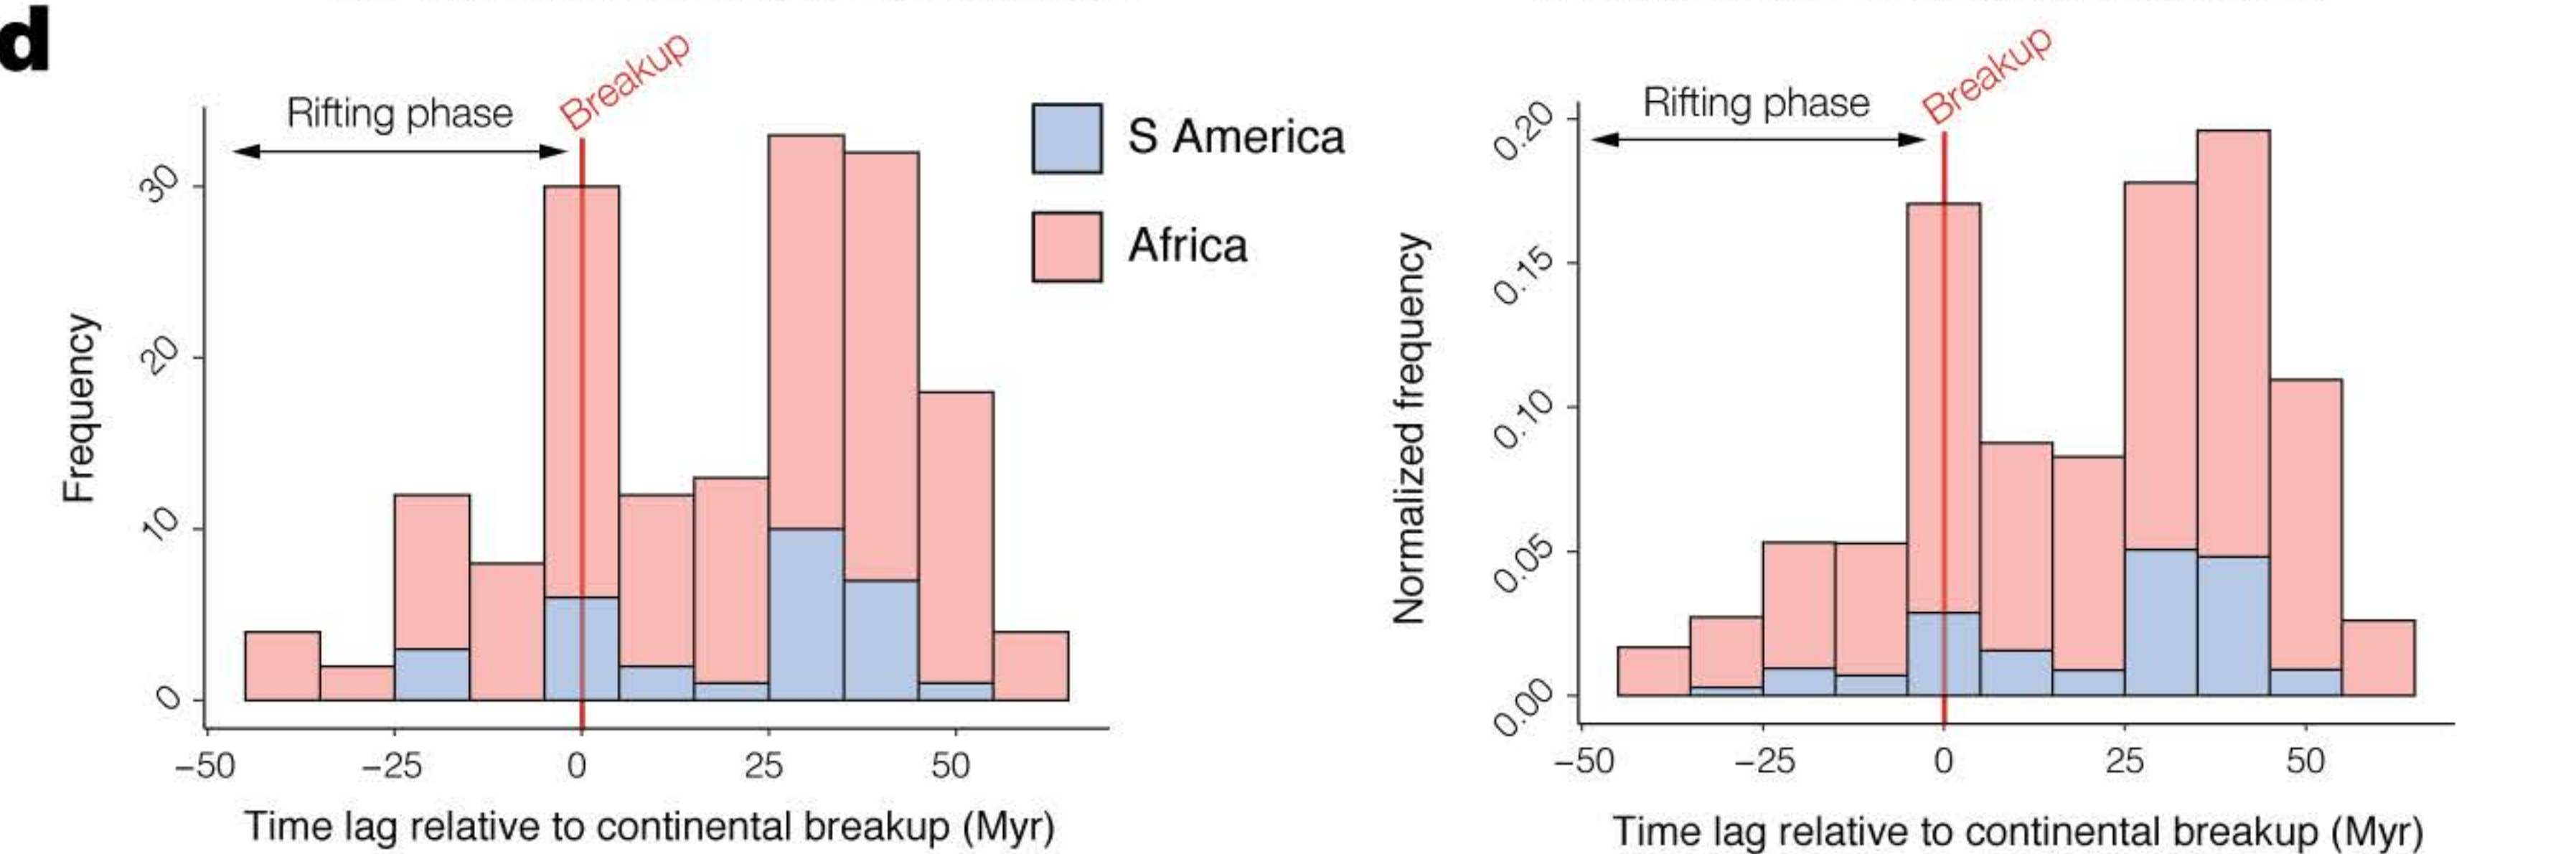 d
Rifting phase
Breakup
S America
Africa
Frequency
30
20
10
0
−50
−25
0
25
50
Time lag relative to continental breakup (Myr)
Rifting phase
Breakup
Normalized frequency
0.20
0.15
0.10
0.05
0.00
−50
−25
0
25
50
Time lag relative to continental breakup (Myr)